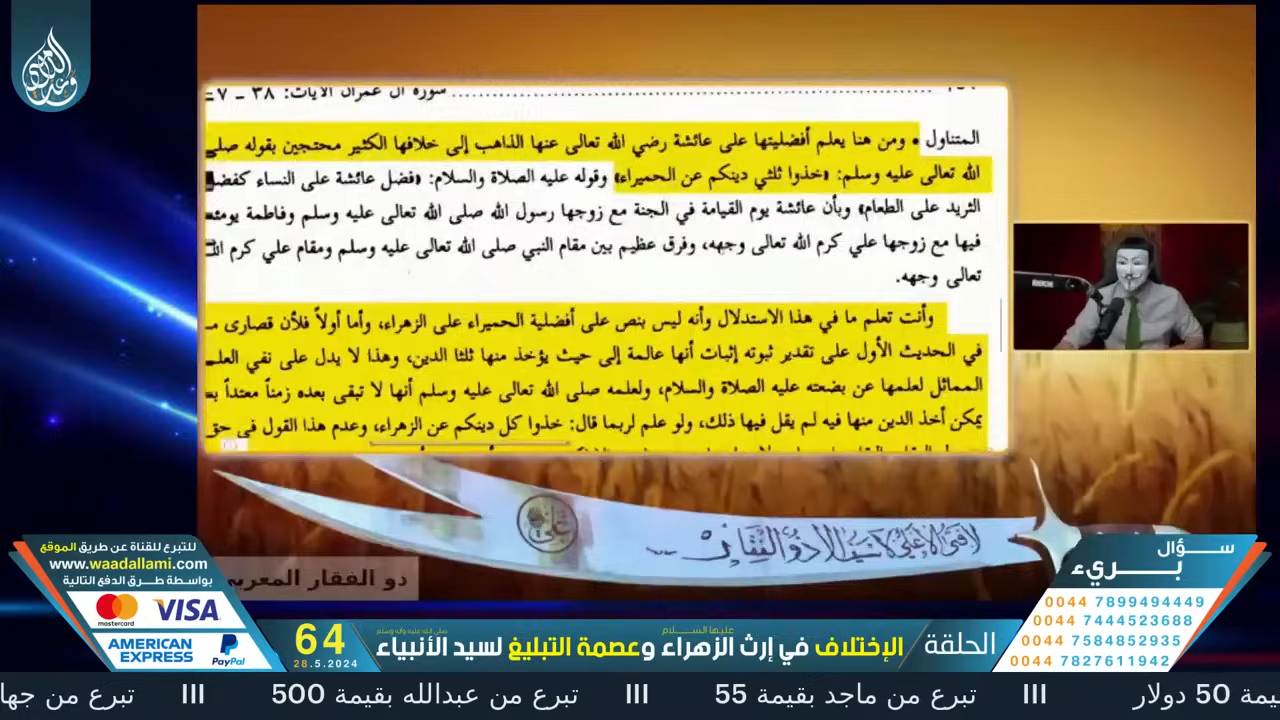 وعد اللامي
سورة آل عمران الآيات: ٣٨ ـ ٤٧
المتناول • ومن هنا يعلم أفضليتها على عائشة رضي الله تعالى عنها الذاهب إلى خلافها الكثير محتجين بقوله صلى
الله تعالى عليه وسلم: «خذوا ثلثي دينكم عن الحميراء» وقوله عليه الصلاة والسلام: «فضل عائشة على النساء كفضل
الثريد على الطعام» وبأن عائشة يوم القيامة في الجنة مع زوجها رسول الله صلى الله تعالى عليه وسلم وفاطمة يومئذ
فيها مع زوجها علي كرم الله تعالى وجهه، وفرق عظيم بين مقام النبي صلى الله تعالى عليه وسلم ومقام علي كرم الله
تعالى وجهه.
وأنت تعلم ما في هذا الاستدلال وأنه ليس بنص على أفضلية الحميراء على الزهراء، وأما أولاً فلأن قصارى
في الحديث الأول على تقدير ثبوته إثبات أنها عالمة إلى حيث يؤخذ منها ثلثا الدين، وهذا لا يدل على نفي العلم
المماثل لعلمها عن بضعته عليه الصلاة والسلام، ولعلمه صلى الله تعالى عليه وسلم أنها لا تبقى بعده زمناً معتداً
يمكن أخذ الدين منها فيه لم يقل فيها ذلك، ولو علم لربما قال: خذوا كل دينكم عن الزهراء، وعدم هذا القول في حق
علي
لا فتى إلا علي لا سيف إلا ذو الفقار
ذو الفقار المغربي
للتبرع للقناة عن طريق الموقع
www.waadallami.com
بواسطة طرق الدفع التالية
mastercard
VISA
AMERICAN EXPRESS
PayPal
سؤال
بريء
0044 7899494449
0044 7444523688
0044 7584852935
0044 7827611942
الحلقة
الإختلاف في إرث الزهراء عليها السلام وعصمة التبليغ لسيد الأنبياء صلى الله عليه وآله وسلم
64
28.5.2024
يمة 50 دولار III تبرع من ماجد بقيمة 55 III تبرع من عبدالله بقيمة 500 III تبرع من جها